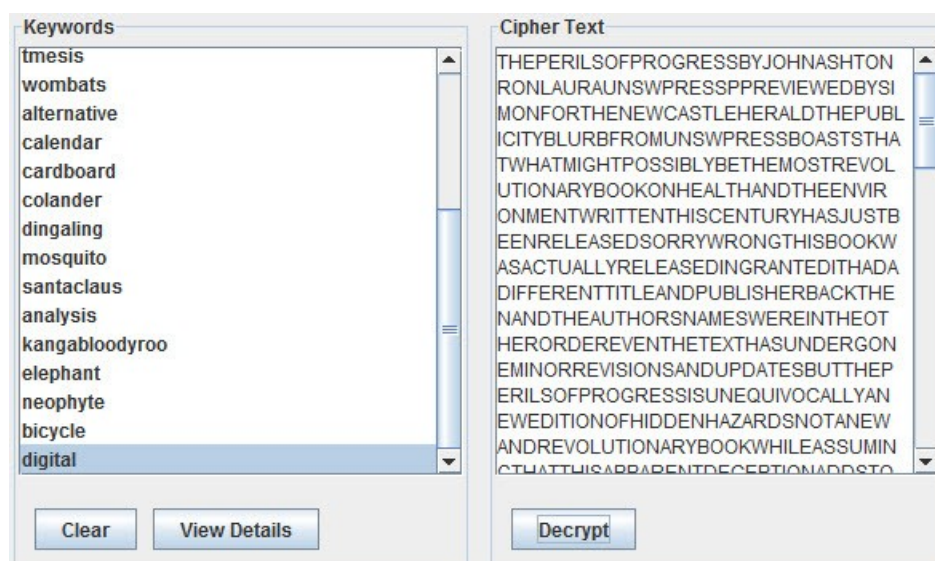 Keywords
tmesis
wombats
alternative
calendar
cardboard
colander
dingaling
mosquito
santaclaus
analysis
kangabloodyroo
elephant
neophyte
bicycle
digital
Clear
View Details
Cipher Text
THEPERILSOFPROGRESSBYJOHNASHTON
RONLAURAUNSWPRESSPPREVIEWEDBYSI
MONFORTHENEWCASTLEHERALDTHEPUBL
ICITYBLURBFROMUNSWPRESSBOASTSTHA
TWHATMIGHTPOSSIBLYBETHEMOSTREVOL
UTIONARYBOOKONHEALTHANDTHEENVIR
ONMENTWRITTENTHISCENTURYHASJUSTB
EENRELEASEDSORRYWRONGTHISBOOKW
ASACTUALLYRELEASEDINGRANTEDITHADA
DIFFERENTTITLEANDPUBLISHERBACKTHE
NANDTHEAUTHORSNAMESWEREINTHEOT
HERORDEREVENTHETEXTHASUNDERGON
EMINORREVISIONSANDUPDATESBUTTHEP
ERILSOFPROGRESSISUNEQUIVOCALLYAN
EWEDITIONOFHIDDENHAZARDSNOTANEW
ANDREVOLUTIONARYBOOKWHILEASSUMIN
GTHATTHISAPPARENTDECEPTIONADDSTO
Decrypt